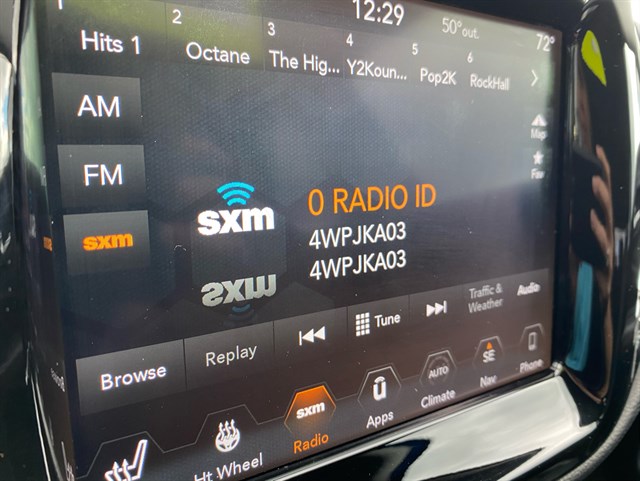 1 2 3 4 5 6
12:29 50° out. 72°
Hits 1 Octane The Hig... Y2Koun... Pop2K RockHall
AM
FM
sxm
sxm
0 RADIO ID
4WPJKA03
4WPJKA03
Map
Fav
Browse Replay Tune Traffic & Weather Audio
Ht Wheel
sxm
Radio
Apps
AUTO
Climate
SE
Nav
Phone